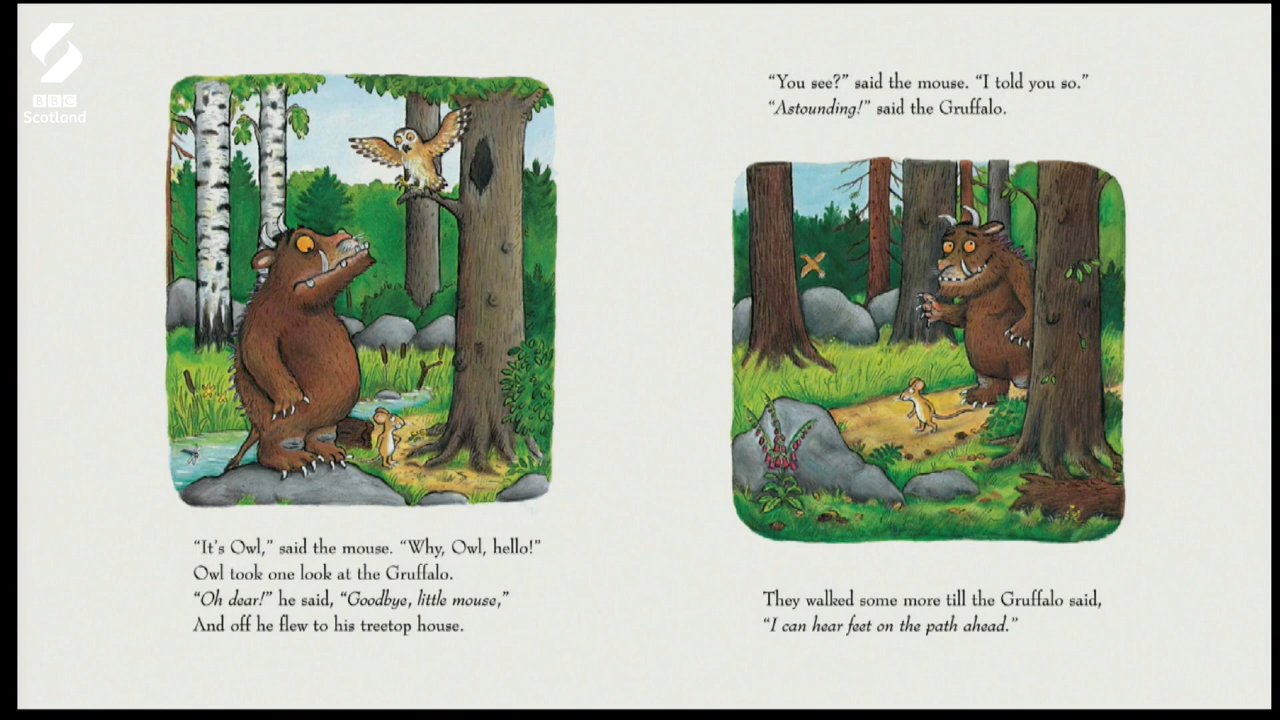 BBC
Scotland
“It’s Owl,” said the mouse. “Why, Owl, hello!”
Owl took one look at the Gruffalo.
“Oh dear!” he said, “Goodbye, little mouse,”
And off he flew to his treetop house.
“You see?” said the mouse. “I told you so.”
“Astounding!” said the Gruffalo.
They walked some more till the Gruffalo said,
“I can hear feet on the path ahead.”